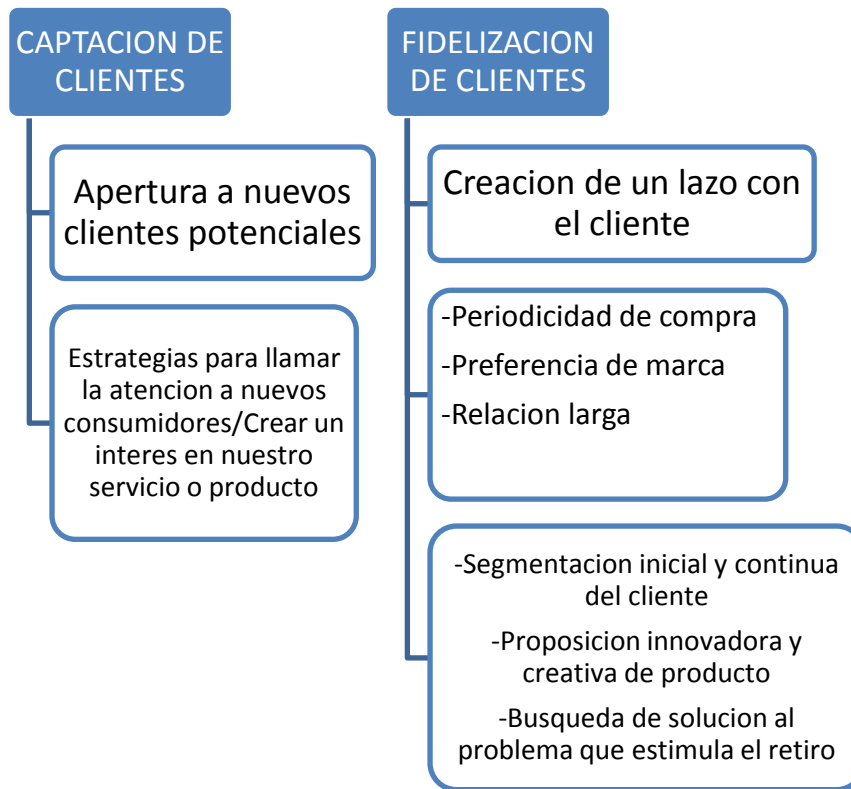 CAPTACION DE
CLIENTES
Apertura a nuevos
clientes potenciales
Estrategias para llamar
la atencion a nuevos
consumidores/Crear un
interes en nuestro
servicio o producto
FIDELIZACION
DE CLIENTES
Creacion de un lazo con
el cliente
-Periodicidad de compra
-Preferencia de marca
-Relacion larga
-Segmentacion inicial y continua
del cliente
-Proposicion innovadora y
creativa de producto
-Busqueda de solucion al
problema que estimula el retiro